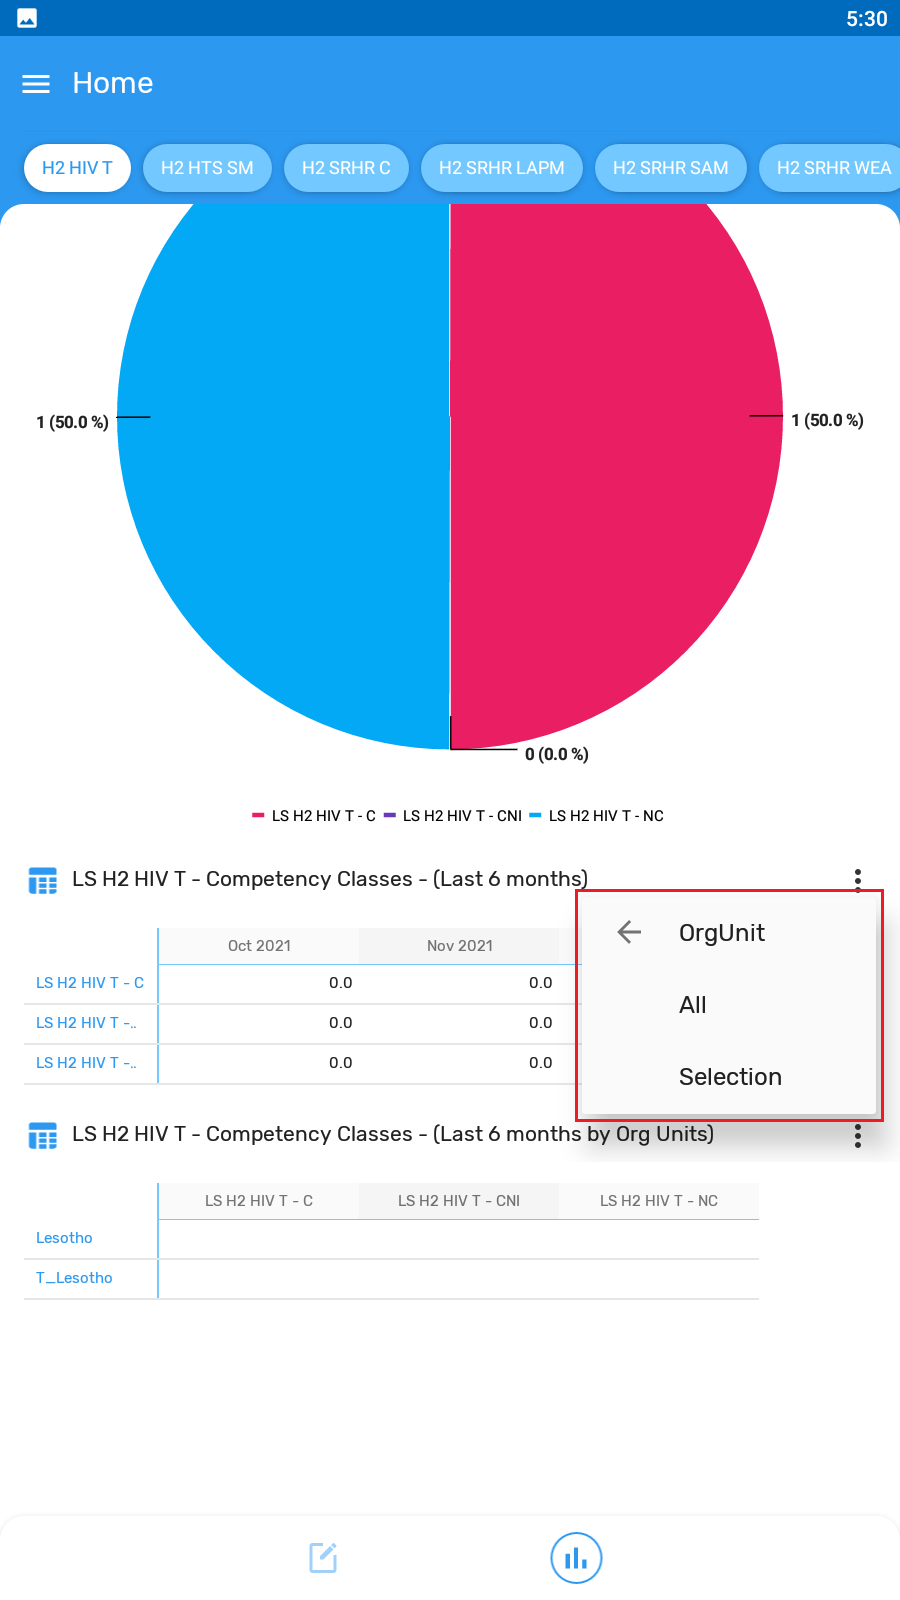 5:30
Home
H2 HIV T
H2 HTS SM
H2 SRHR C
H2 SRHR LAPM
H2 SRHR SAM
H2 SRHR WEA
1 (50.0 %)
1 (50.0 %)
0 (0.0 %)
LS H2 HIV T - C LS H2 HIV T - CNI LS H2 HIV T - NC
LS H2 HIV T - Competency Classes - (Last 6 months)
OrgUnit
All
Selection
Oct 2021 Nov 2021
LS H2 HIV T - C 0.0 0.0
LS H2 HIV T -.. 0.0 0.0
LS H2 HIV T -.. 0.0 0.0
LS H2 HIV T - Competency Classes - (Last 6 months by Org Units)
LS H2 HIV T - C LS H2 HIV T - CNI LS H2 HIV T - NC
Lesotho
T_Lesotho